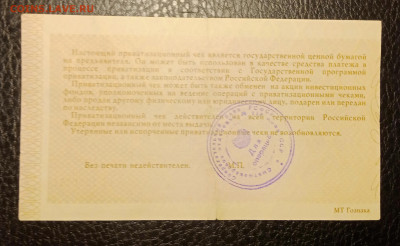 Настоящий приватизационный чек является государственной ценной бумагой
на предъявителя. Он может быть использован в качестве средства платежа в
процессе приватизации в соответствии с Государственной программой
приватизации, а также законодательством Российской Федерации.
Приватизационный чек может быть также обменен на акции инвестиционных
фондов, уполномоченных на ведение операций с приватизационными чеками,
либо продан другому физическому или юридическому лицу, подарен или передан
по наследству.
Приватизационный чек действителен на всей территории Российской
Федерации независимо от места выдачи.
Утерянные или испорченные приватизационные чеки не возобновляются.
Без печати недействителен.
М.П.
МТ Гознака